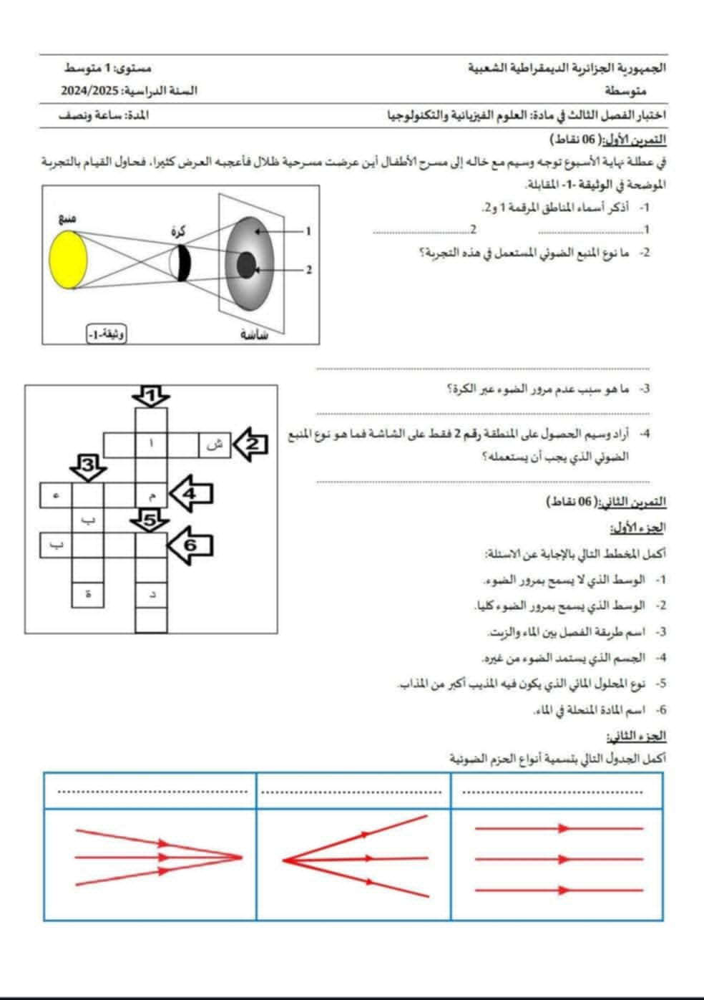 الجمهورية الجزائرية الديمقراطية الشعبية
مستوى: 1 متوسط
متوسطة
السنة الدراسية: 2024/2025
اختبار الفصل الثالث في مادة: العلوم الفيزيائية والتكنولوجيا
المدة: ساعة ونصف
التمرين الأول:( 06 نقاط)
في عطلة نهاية الأسبوع توجه وسيم مع خاله إلى مسرح الأطفال أين عرضت مسرحية ظلال فأعجبه العرض كثيرا، فحاول القيام بالتجربة
الموضحة في الوثيقة -1- المقابلة.
1- أذكر أسماء المناطق المرقمة 1 و2.
1.......................................
2.......................................
2- ما نوع المنبع الضوئي المستعمل في هذه التجربة؟
منبع
كرة
1
2
شاشة
وثيقة-1-
3- ما هو سبب عدم مرور الضوء عبر الكرة؟
4- أراد وسيم الحصول على المنطقة رقم 2 فقط على الشاشة فما هو نوع المنبع
الضوئي الذي يجب أن يستعمله؟
1
ش ا
2
3
م ء
4
ب
5
ب
6
د ة
التمرين الثاني:( 06 نقاط)
الجزء الأول:
أكمل المخطط التالي بالإجابة عن الاسئلة:
1- الوسط الذي لا يسمح بمرور الضوء.
2- الوسط الذي يسمح بمرور الضوء كليا.
3- اسم طريقة الفصل بين الماء والزيت.
4- الجسم الذي يستمد الضوء من غيره.
5- نوع المحلول المائي الذي يكون فيه المذيب أكبر من المذاب.
6- اسم المادة المنحلة في الماء.
الجزء الثاني:
أكمل الجدول التالي بتسمية أنواع الحزم الضوئية